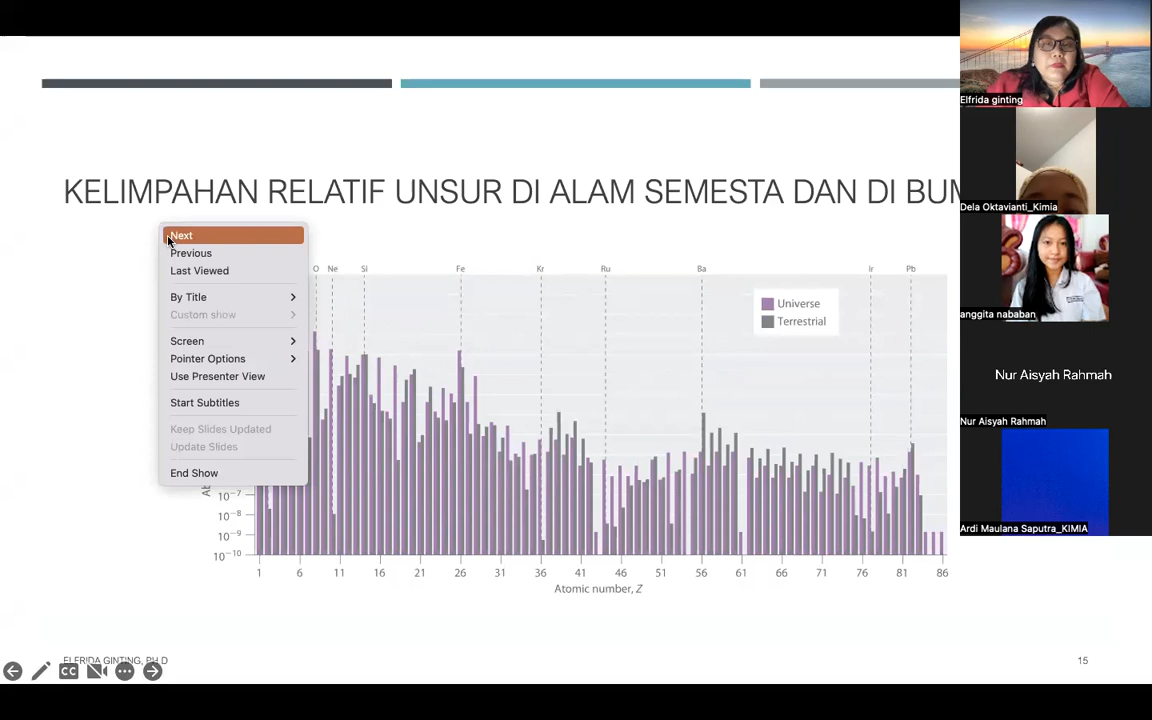 KELIMPAHAN RELATIF UNSUR DI ALAM SEMESTA DAN DI BUM
Next
Previous
Last Viewed
By Title
Custom show
Screen
Pointer Options
Use Presenter View
Start Subtitles
Keep Slides Updated
Update Slides
End Show
O Ne Si Fe Kr Ru Ba Ir Pb
Universe
Terrestrial
10⁻⁷
10⁻⁸
10⁻⁹
10⁻¹⁰
1 6 11 16 21 26 31 36 41 46 51 56 61 66 71 76 81 86
Atomic number, Z
ELFRIDA GINTING, PH.D
15
CC
Elfrida ginting
Dela Oktavianti_Kimia
anggita nababan
Nur Aisyah Rahmah
Nur Aisyah Rahmah
Ardi Maulana Saputra_KIMIA